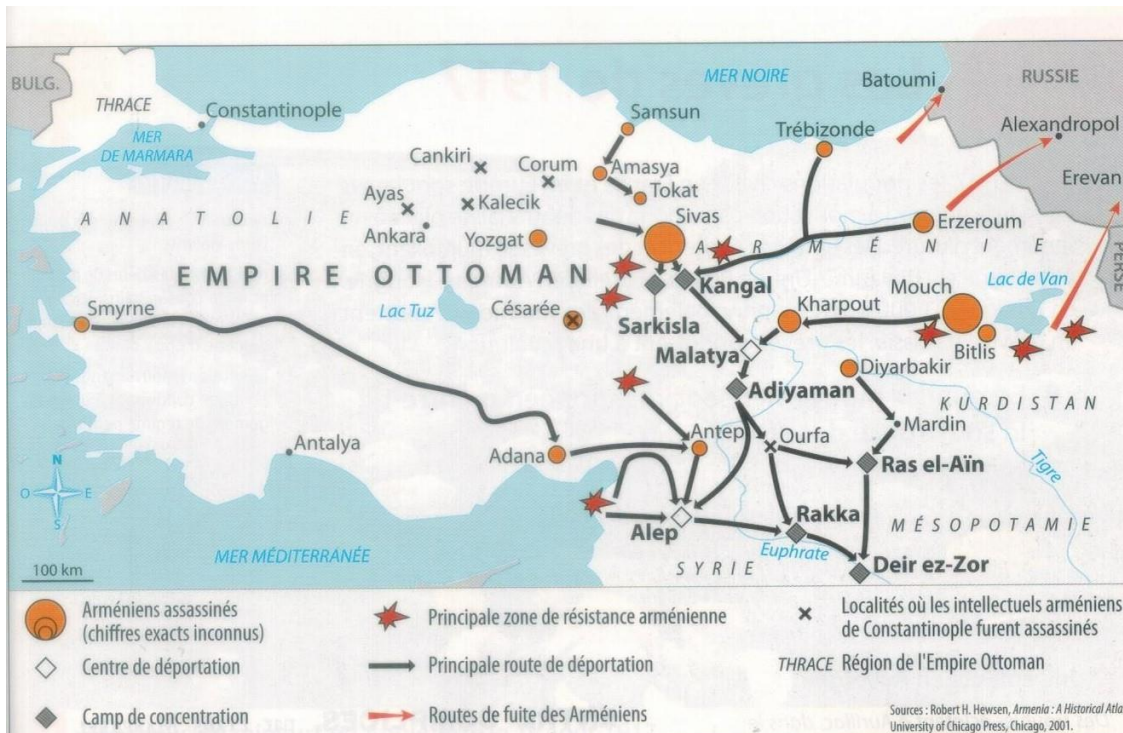 BULG.
THRACE
Constantinople
MER
DE MARMARA
MER NOIRE
Batoumi
RUSSIE
Alexandropol
Erevan
PERSE
Samsun
Trébizonde
Cankiri
Corum
Amasya
Tokat
Ayas
Kalecik
Ankara
Yozgat
Sivas
Erzeroum
ANATOLIE
ARMÉNIE
EMPIRE OTTOMAN
Kangal
Lac de Van
Mouch
Kharpout
Smyrne
Lac Tuz
Césarée
Sarkisla
Malatya
Bitlis
Diyarbakir
Adiyaman
KURDISTAN
Mardin
Antalya
Adana
Antep
Ourfa
Ras el-Aïn
Tigre
N
O
E
S
Alep
Rakka
MÉSOPOTAMIE
Euphrate
MER MÉDITERRANÉE
SYRIE
Deir ez-Zor
100 km
Arméniens assassinés
(chiffres exacts inconnus)
Centre de déportation
Camp de concentration
Principale zone de résistance arménienne
Principale route de déportation
Routes de fuite des Arméniens
Localités où les intellectuels arméniens
de Constantinople furent assassinés
THRACE Région de l'Empire Ottoman
Sources : Robert H. Hewsen, Armenia : A Historical Atla
University of Chicago Press, Chicago, 2001.